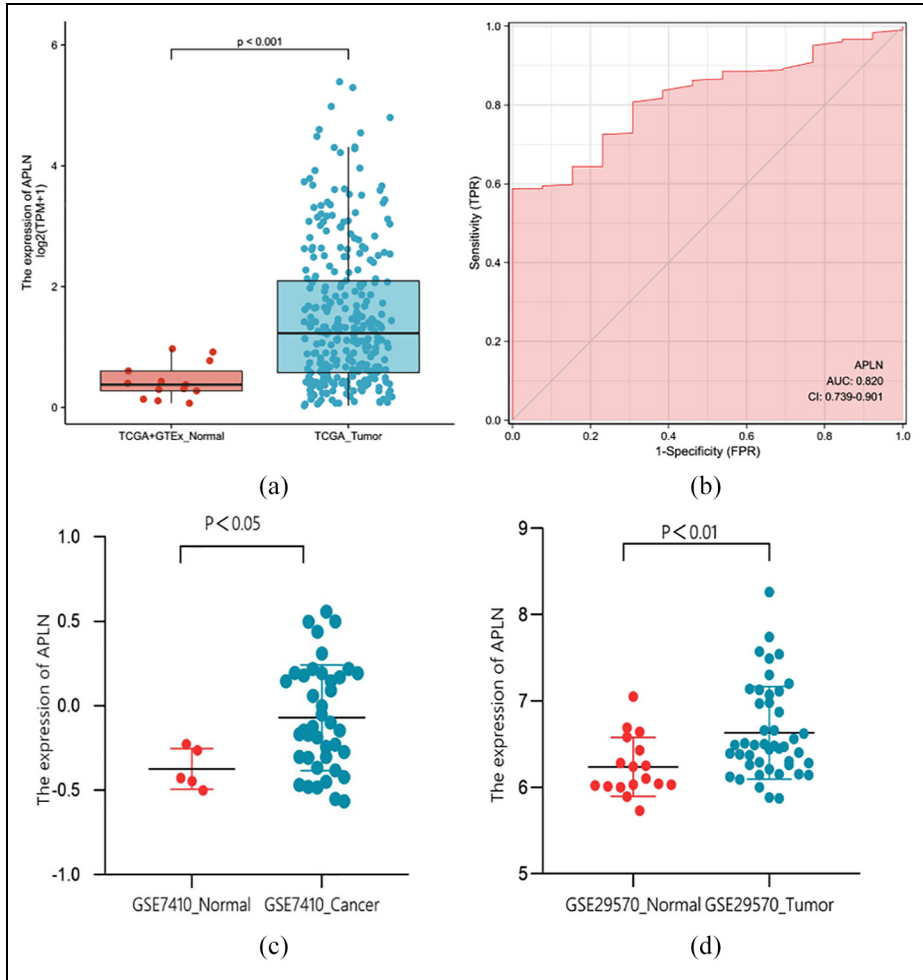 p < 0.001
6
4
2
0
The expression of APLN
log2(TPM+1)
TCGA+GTEx_Normal
TCGA_Tumor
(a)
1.0
0.8
0.6
0.4
0.2
0.0
Sensitivity (TPR)
APLN
AUC: 0.820
CI: 0.739-0.901
0.0
0.2
0.4
0.6
0.8
1.0
1-Specificity (FPR)
(b)
P<0.05
1.0
0.5
0.0
-0.5
-1.0
The expression of APLN
GSE7410_Normal
GSE7410_Cancer
(c)
P<0.01
9
8
7
6
5
The expression of APLN
GSE29570_Normal
GSE29570_Tumor
(d)